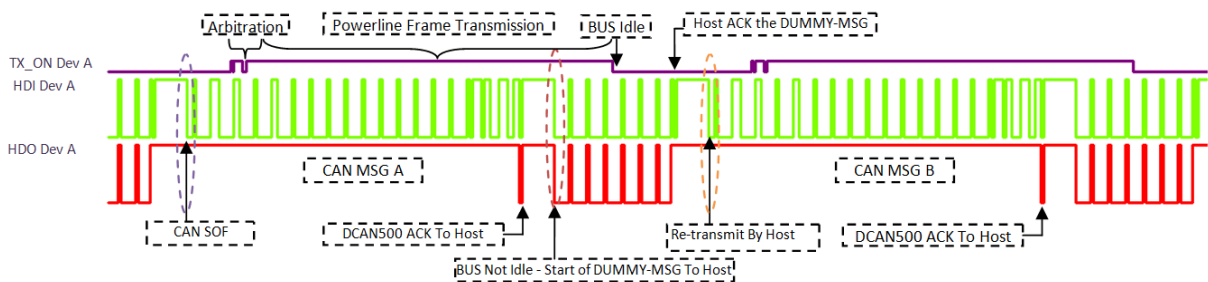 Arbitration
Powerline Frame Transmission
BUS Idle
Host ACK the DUMMY-MSG
TX_ON Dev A
HDI Dev A
HDO Dev A
CAN MSG A
CAN MSG B
CAN SOF
DCAN500 ACK To Host
Re-transmit By Host
DCAN500 ACK To Host
BUS Not Idle - Start of DUMMY-MSG To Host